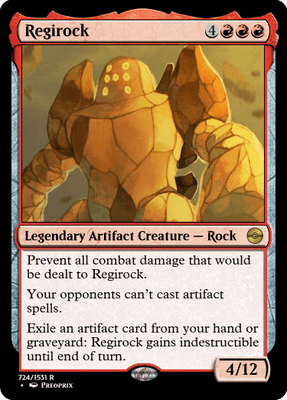 Regirock 4
Legendary Artifact Creature — Rock
Prevent all combat damage that would
be dealt to Regirock.
Your opponents can't cast artifact
spells.
Exile an artifact card from your hand or
graveyard: Regirock gains indestructible
until end of turn.
4/12
724/1531 R
• Preoprix